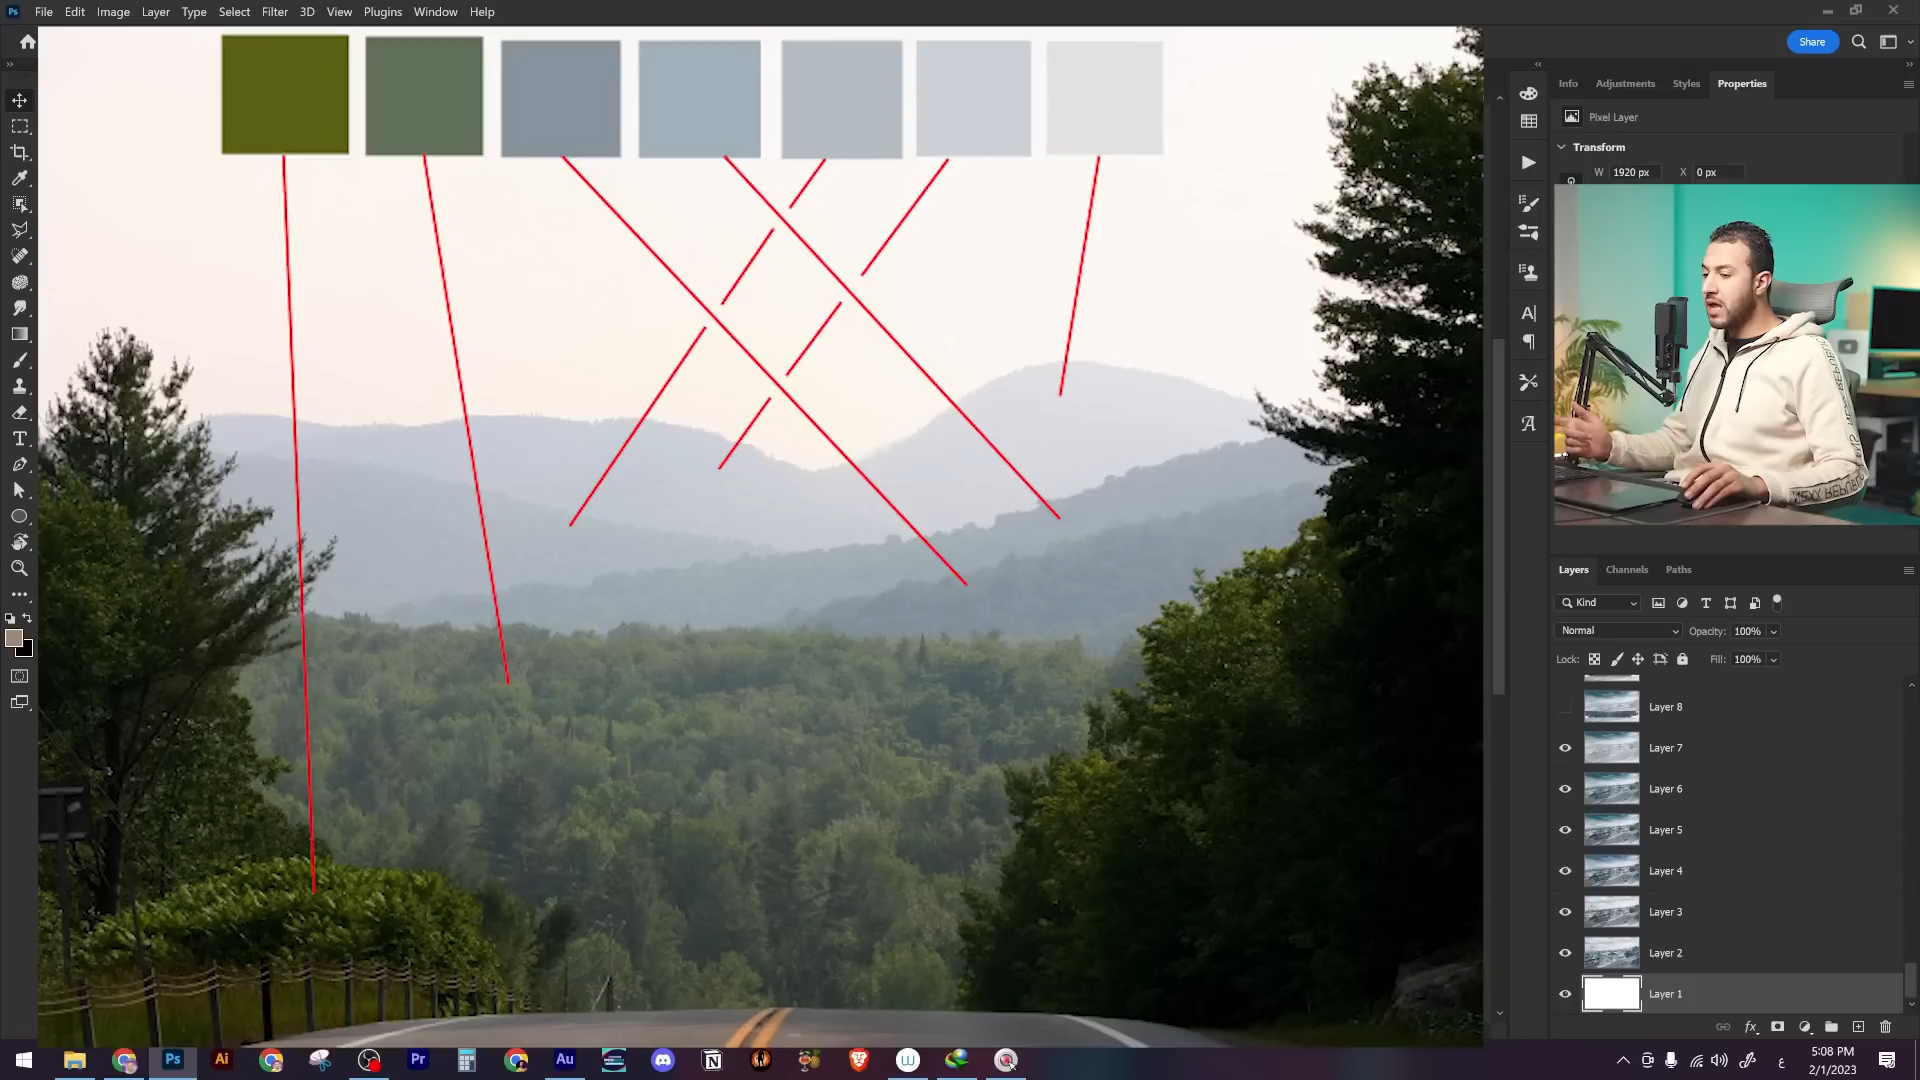 Ps File Edit Image Layer Type Select Filter 3D View Plugins Window Help
Share
Info Adjustments Styles Properties
Pixel Layer
Transform
W 1920 px X 0 px
Layers Channels Paths
Kind
Normal Opacity: 100%
Lock: Fill: 100%
Layer 8
Layer 7
Layer 6
Layer 5
Layer 4
Layer 3
Layer 2
Layer 1
fx
Ps Ai Pr Au N W ع 5:08 PM
2/1/2023